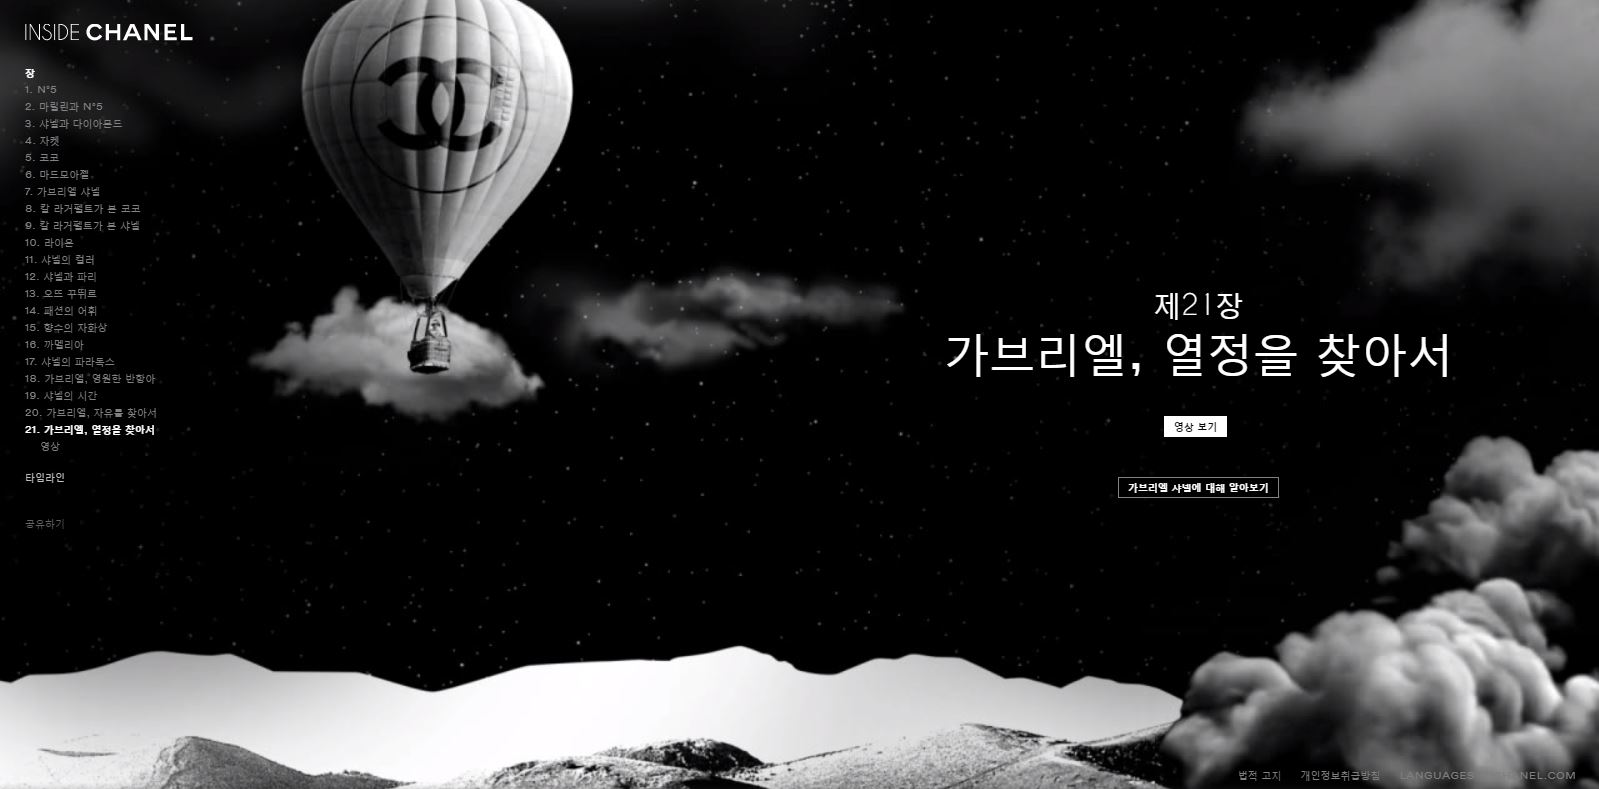 INSIDE CHANEL
장
1. N°5
2. 마릴린과 N°5
3. 샤넬과 다이아몬드
4. 자켓
5. 코코
6. 마드모아젤
7. 가브리엘 샤넬
8. 칼 라거펠트가 본 코코
9. 칼 라거펠트가 본 샤넬
10. 라이온
11. 샤넬의 컬러
12. 샤넬과 파리
13. 오뜨 꾸뛰르
14. 패션의 어휘
15. 향수의 자화상
16. 까멜리아
17. 샤넬의 파라독스
18. 가브리엘, 영원한 반항아
19. 샤넬의 시간
20. 가브리엘, 자유를 찾아서
21. 가브리엘, 열정을 찾아서
영상
타임라인
공유하기
제21장
가브리엘, 열정을 찾아서
영상 보기
가브리엘 샤넬에 대해 알아보기
법적 고지 개인정보취급방침 LANGUAGES CHANEL.COM